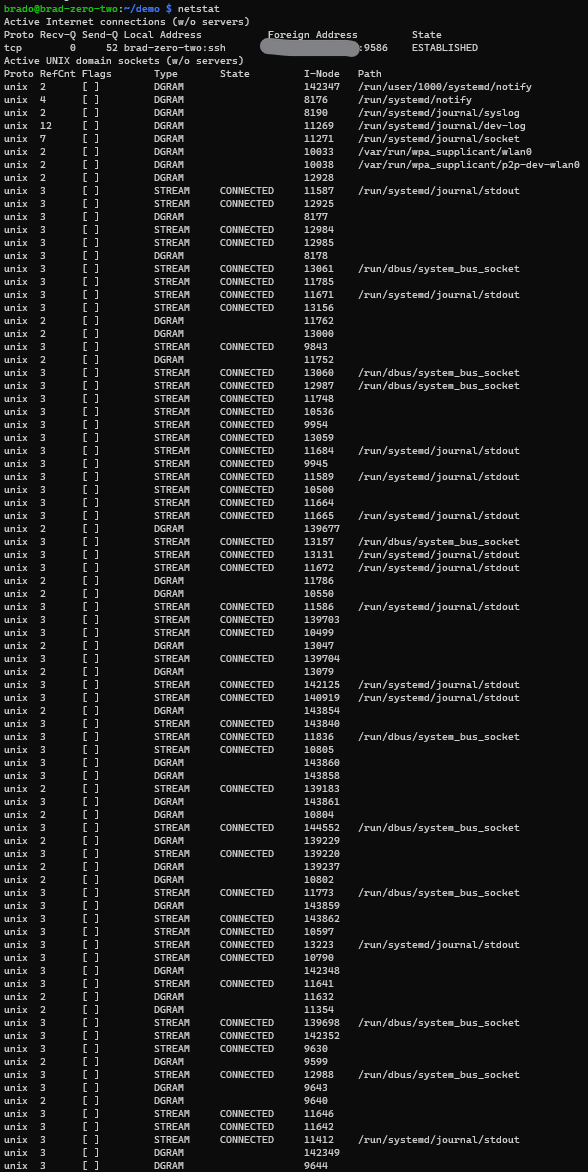 brado@brad-zero-two:~/demo $ netstat
Active Internet connections (w/o servers)
Proto Recv-Q Send-Q Local Address           Foreign Address         State
tcp        0     52 brad-zero-two:ssh       :9586    ESTABLISHED
Active UNIX domain sockets (w/o servers)
Proto RefCnt Flags       Type       State         I-Node   Path
unix  2      [ ]         DGRAM                    142347   /run/user/1000/systemd/notify
unix  4      [ ]         DGRAM                    8176     /run/systemd/notify
unix  2      [ ]         DGRAM                    8190     /run/systemd/journal/syslog
unix  12     [ ]         DGRAM                    11269    /run/systemd/journal/dev-log
unix  7      [ ]         DGRAM                    11271    /run/systemd/journal/socket
unix  2      [ ]         DGRAM                    10033    /var/run/wpa_supplicant/wlan0
unix  2      [ ]         DGRAM                    10038    /var/run/wpa_supplicant/p2p-dev-wlan0
unix  2      [ ]         DGRAM                    12928
unix  3      [ ]         STREAM     CONNECTED     11587    /run/systemd/journal/stdout
unix  3      [ ]         STREAM     CONNECTED     12925
unix  3      [ ]         DGRAM                    8177
unix  3      [ ]         STREAM     CONNECTED     12984
unix  3      [ ]         STREAM     CONNECTED     12985
unix  3      [ ]         DGRAM                    8178
unix  3      [ ]         STREAM     CONNECTED     13061    /run/dbus/system_bus_socket
unix  3      [ ]         STREAM     CONNECTED     11785
unix  3      [ ]         STREAM     CONNECTED     11671    /run/systemd/journal/stdout
unix  3      [ ]         STREAM     CONNECTED     13156
unix  2      [ ]         DGRAM                    11762
unix  2      [ ]         DGRAM                    13000
unix  3      [ ]         STREAM     CONNECTED     9843
unix  2      [ ]         DGRAM                    11752
unix  3      [ ]         STREAM     CONNECTED     13060    /run/dbus/system_bus_socket
unix  3      [ ]         STREAM     CONNECTED     12987    /run/dbus/system_bus_socket
unix  3      [ ]         STREAM     CONNECTED     11748
unix  3      [ ]         STREAM     CONNECTED     10536
unix  3      [ ]         STREAM     CONNECTED     9954
unix  3      [ ]         STREAM     CONNECTED     13059
unix  3      [ ]         STREAM     CONNECTED     11684    /run/systemd/journal/stdout
unix  3      [ ]         STREAM     CONNECTED     9945
unix  3      [ ]         STREAM     CONNECTED     11589    /run/systemd/journal/stdout
unix  3      [ ]         STREAM     CONNECTED     10500
unix  3      [ ]         STREAM     CONNECTED     11664
unix  3      [ ]         STREAM     CONNECTED     11665    /run/systemd/journal/stdout
unix  2      [ ]         DGRAM                    139677
unix  3      [ ]         STREAM     CONNECTED     13157    /run/dbus/system_bus_socket
unix  3      [ ]         STREAM     CONNECTED     13131    /run/systemd/journal/stdout
unix  3      [ ]         STREAM     CONNECTED     11672    /run/systemd/journal/stdout
unix  2      [ ]         DGRAM                    11786
unix  2      [ ]         DGRAM                    10550
unix  3      [ ]         STREAM     CONNECTED     11586    /run/systemd/journal/stdout
unix  3      [ ]         STREAM     CONNECTED     139703
unix  3      [ ]         STREAM     CONNECTED     10499
unix  2      [ ]         DGRAM                    13047
unix  3      [ ]         STREAM     CONNECTED     139704
unix  2      [ ]         DGRAM                    13079
unix  3      [ ]         STREAM     CONNECTED     142125   /run/systemd/journal/stdout
unix  3      [ ]         STREAM     CONNECTED     140919   /run/systemd/journal/stdout
unix  2      [ ]         DGRAM                    143854
unix  3      [ ]         STREAM     CONNECTED     143840
unix  3      [ ]         STREAM     CONNECTED     11836    /run/dbus/system_bus_socket
unix  3      [ ]         STREAM     CONNECTED     10805
unix  3      [ ]         DGRAM                    143860
unix  3      [ ]         DGRAM                    143858
unix  2      [ ]         STREAM     CONNECTED     139183
unix  3      [ ]         DGRAM                    143861
unix  2      [ ]         DGRAM                    10804
unix  3      [ ]         STREAM     CONNECTED     144552   /run/dbus/system_bus_socket
unix  2      [ ]         DGRAM                    139229
unix  3      [ ]         STREAM     CONNECTED     139220
unix  2      [ ]         DGRAM                    139237
unix  2      [ ]         DGRAM                    10802
unix  3      [ ]         STREAM     CONNECTED     11773    /run/dbus/system_bus_socket
unix  3      [ ]         DGRAM                    143859
unix  3      [ ]         STREAM     CONNECTED     143862
unix  3      [ ]         STREAM     CONNECTED     10597
unix  3      [ ]         STREAM     CONNECTED     13223    /run/systemd/journal/stdout
unix  3      [ ]         STREAM     CONNECTED     10790
unix  3      [ ]         DGRAM                    142348
unix  3      [ ]         STREAM     CONNECTED     11641
unix  2      [ ]         DGRAM                    11632
unix  2      [ ]         DGRAM                    11354
unix  3      [ ]         STREAM     CONNECTED     139698   /run/dbus/system_bus_socket
unix  3      [ ]         STREAM     CONNECTED     142352
unix  3      [ ]         STREAM     CONNECTED     9630
unix  2      [ ]         DGRAM                    9599
unix  3      [ ]         STREAM     CONNECTED     12988    /run/dbus/system_bus_socket
unix  3      [ ]         DGRAM                    9643
unix  2      [ ]         DGRAM                    9640
unix  3      [ ]         STREAM     CONNECTED     11646
unix  3      [ ]         STREAM     CONNECTED     11642
unix  3      [ ]         STREAM     CONNECTED     11412    /run/systemd/journal/stdout
unix  3      [ ]         DGRAM                    142349
unix  3      [ ]         DGRAM                    9644